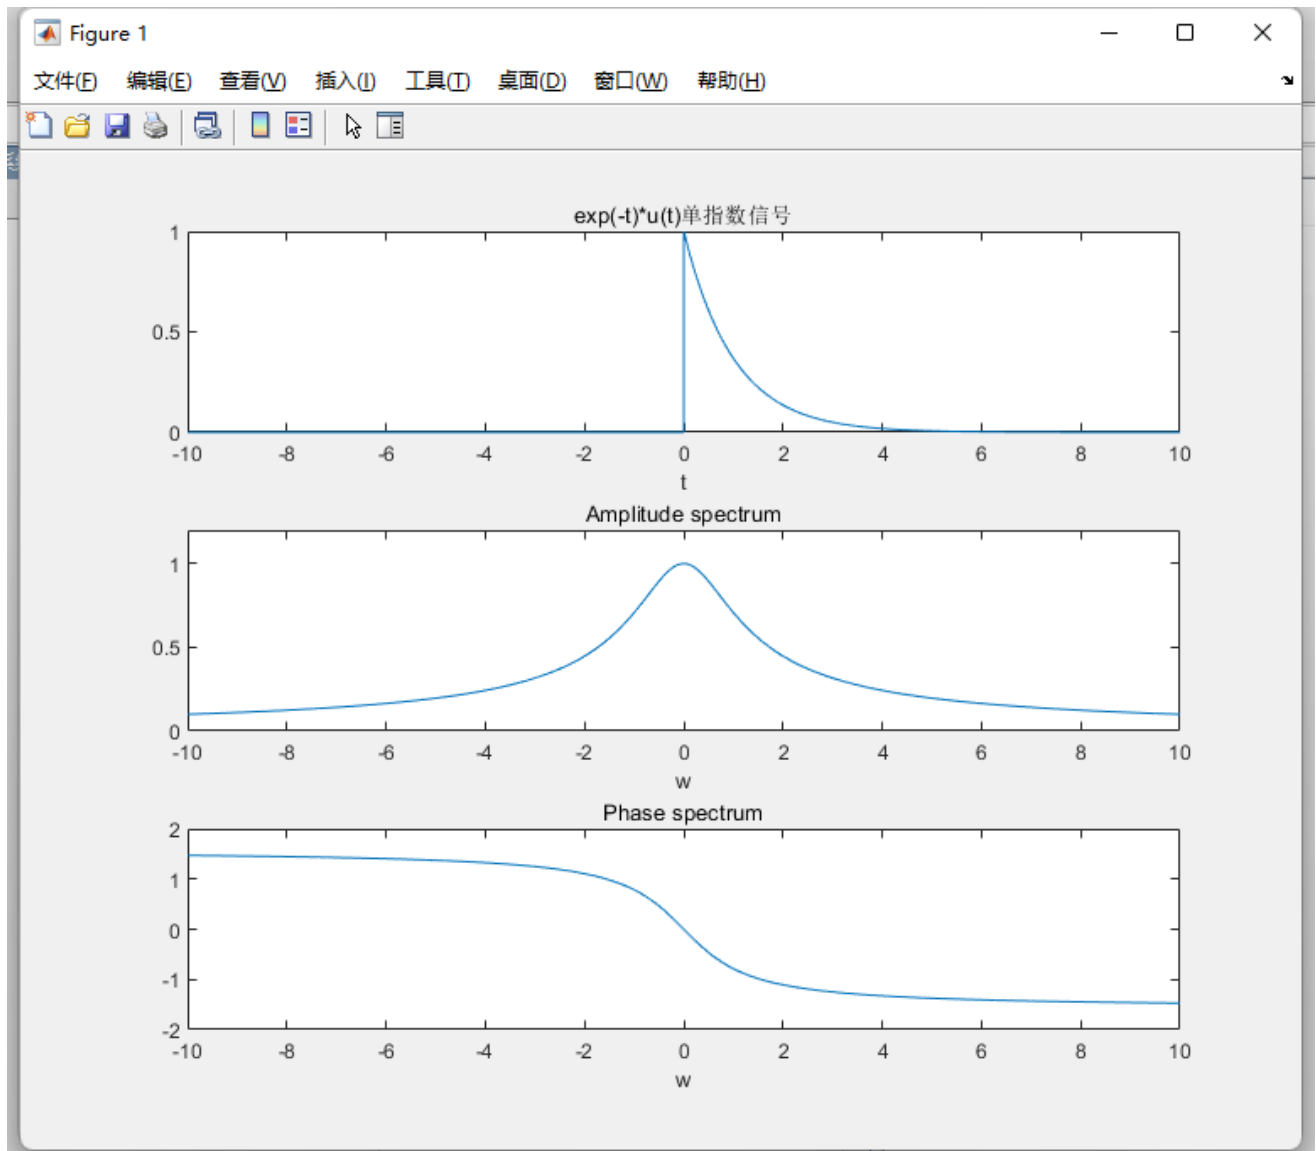 Figure 1
文件(F) 编辑(E) 查看(V) 插入(I) 工具(T) 桌面(D) 窗口(W) 帮助(H)
exp(-t)*u(t)单指数信号
1
0.5
0
-10 -8 -6 -4 -2 0 2 4 6 8 10
t
Amplitude spectrum
1
0.5
0
-10 -8 -6 -4 -2 0 2 4 6 8 10
w
Phase spectrum
2
1
0
-1
-2
-10 -8 -6 -4 -2 0 2 4 6 8 10
w